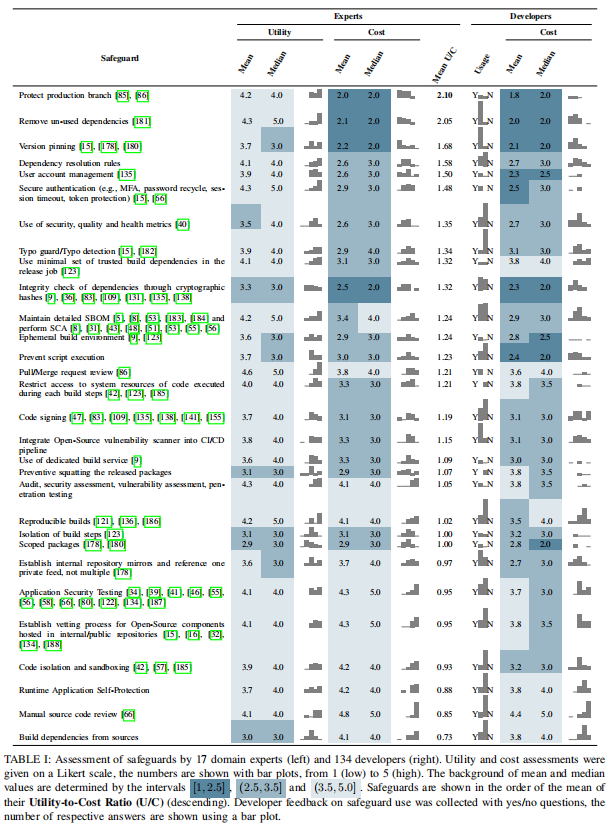 Experts Developers
Utility Cost Cost
Safeguard Mean Median Mean Median Mean U/C Usage Mean Median
Protect production branch [85], [86] 4.2 4.0 2.0 2.0 2.10 Y N 1.8 2.0
Remove un-used dependencies [181] 4.3 5.0 2.1 2.0 2.05 Y N 2.0 2.0
Version pinning [15], [178], [180] 3.7 3.0 2.2 2.0 1.68 Y N 2.1 2.0
Dependency resolution rules 4.1 4.0 2.6 3.0 1.58 Y N 2.7 3.0
User account management [135] 3.9 4.0 2.6 3.0 1.50 Y N 2.3 2.5
Secure authentication (e.g., MFA, password recycle, ses- 4.3 5.0 2.9 3.0 1.48 Y N 2.5 3.0
sion timeout, token protection) [15], [66]
Use of security, quality and health metrics [40] 3.5 4.0 2.6 3.0 1.35 Y N 2.7 3.0
Typo guard/Typo detection [15], [182] 3.9 4.0 2.9 4.0 1.34 Y N 3.1 3.0
Use minimal set of trusted build dependencies in the 4.1 4.0 3.1 3.0 1.32 Y N 3.8 4.0
release job [123]
Integrity check of dependencies through cryptographic 3.3 3.0 2.5 2.0 1.32 Y N 2.3 2.0
hashes [9], [36], [83], [109], [131], [135], [138]
Maintain detailed SBOM [5], [8], [53], [183], [184] and 4.2 5.0 3.4 4.0 1.24 Y N 2.9 3.0
perform SCA [8], [31], [43], [48], [51], [53], [55], [56]
Ephemeral build environment [9], [123] 3.6 3.0 2.9 3.0 1.24 Y N 2.8 2.5
Prevent script execution 3.7 3.0 3.0 3.0 1.23 Y N 2.4 2.0
Pull/Merge request review [86] 4.6 5.0 3.8 4.0 1.21 Y N 3.6 4.0
Restrict access to system resources of code executed 4.0 4.0 3.3 3.0 1.21 Y N 3.8 3.5
during each build steps [42], [123], [185]
Code signing [47], [83], [109], [135], [138], [141], [155] 3.7 4.0 3.1 3.0 1.19 Y N 3.1 3.0
Integrate Open-Source vulnerability scanner into CI/CD 3.8 4.0 3.3 3.0 1.15 Y N 3.1 3.0
pipeline
Use of dedicated build service [9] 3.6 4.0 3.3 3.0 1.09 Y N 3.0 3.0
Preventive squatting the released packages 3.1 3.0 2.9 3.0 1.07 Y N 3.8 3.5
Audit, security assessment, vulnerability assessment, pen- 4.3 4.0 4.1 4.0 1.05 Y N 3.8 3.5
etration testing
Reproducible builds [121], [136], [186] 4.2 5.0 4.1 4.0 1.02 Y N 3.5 4.0
Isolation of build steps [123] 3.1 3.0 3.1 3.0 1.00 Y N 3.2 3.0
Scoped packages [178], [180] 2.9 3.0 2.9 3.0 1.00 Y N 2.8 2.0
Establish internal repository mirrors and reference one 3.6 3.0 3.7 4.0 0.97 Y N 2.7 3.0
private feed, not multiple [178]
Application Security Testing [34], [39], [41], [46], [55], 4.1 4.0 4.3 5.0 0.95 Y N 3.7 4.0
[56], [58], [66], [80], [122], [134], [187]
Establish vetting process for Open-Source components 4.1 4.0 4.3 5.0 0.95 Y N 3.8 3.5
hosted in internal/public repositories [15], [16], [32],
[134], [188]
Code isolation and sandboxing [42], [57], [185] 3.9 4.0 4.2 4.0 0.93 Y N 3.2 3.0
Runtime Application Self-Protection 3.7 4.0 4.2 4.0 0.88 Y N 3.8 4.0
Manual source code review [66] 4.1 4.0 4.8 5.0 0.85 Y N 4.4 5.0
Build dependencies from sources 3.0 3.0 4.1 4.0 0.73 Y N 3.8 4.0
TABLE I: Assessment of safeguards by 17 domain experts (left) and 134 developers (right). Utility and cost assessments were
given on a Likert scale, the numbers are shown with bar plots, from 1 (low) to 5 (high). The background of mean and median
values are determined by the intervals [1, 2.5], (2.5, 3.5] and (3.5, 5.0]. Safeguards are shown in the order of the mean of
their Utility-to-Cost Ratio (U/C) (descending). Developer feedback on safeguard use was collected with yes/no questions, the
number of respective answers are shown using a bar plot.